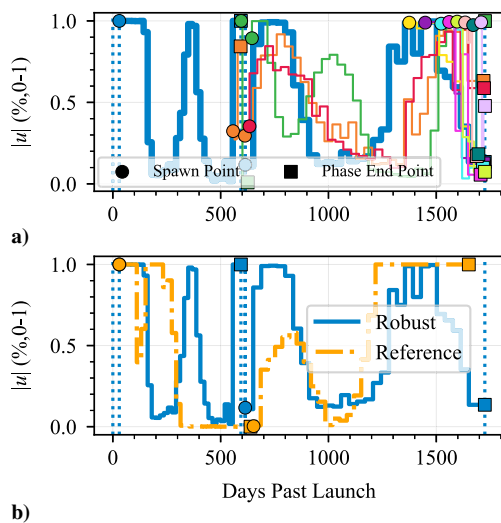 1.0
0.5
0.0
|u| (%,0-1)
Spawn Point
Phase End Point
0
500
1000
1500
a)
1.0
0.5
0.0
|u| (%,0-1)
Robust
Reference
0
500
1000
1500
Days Past Launch
b)